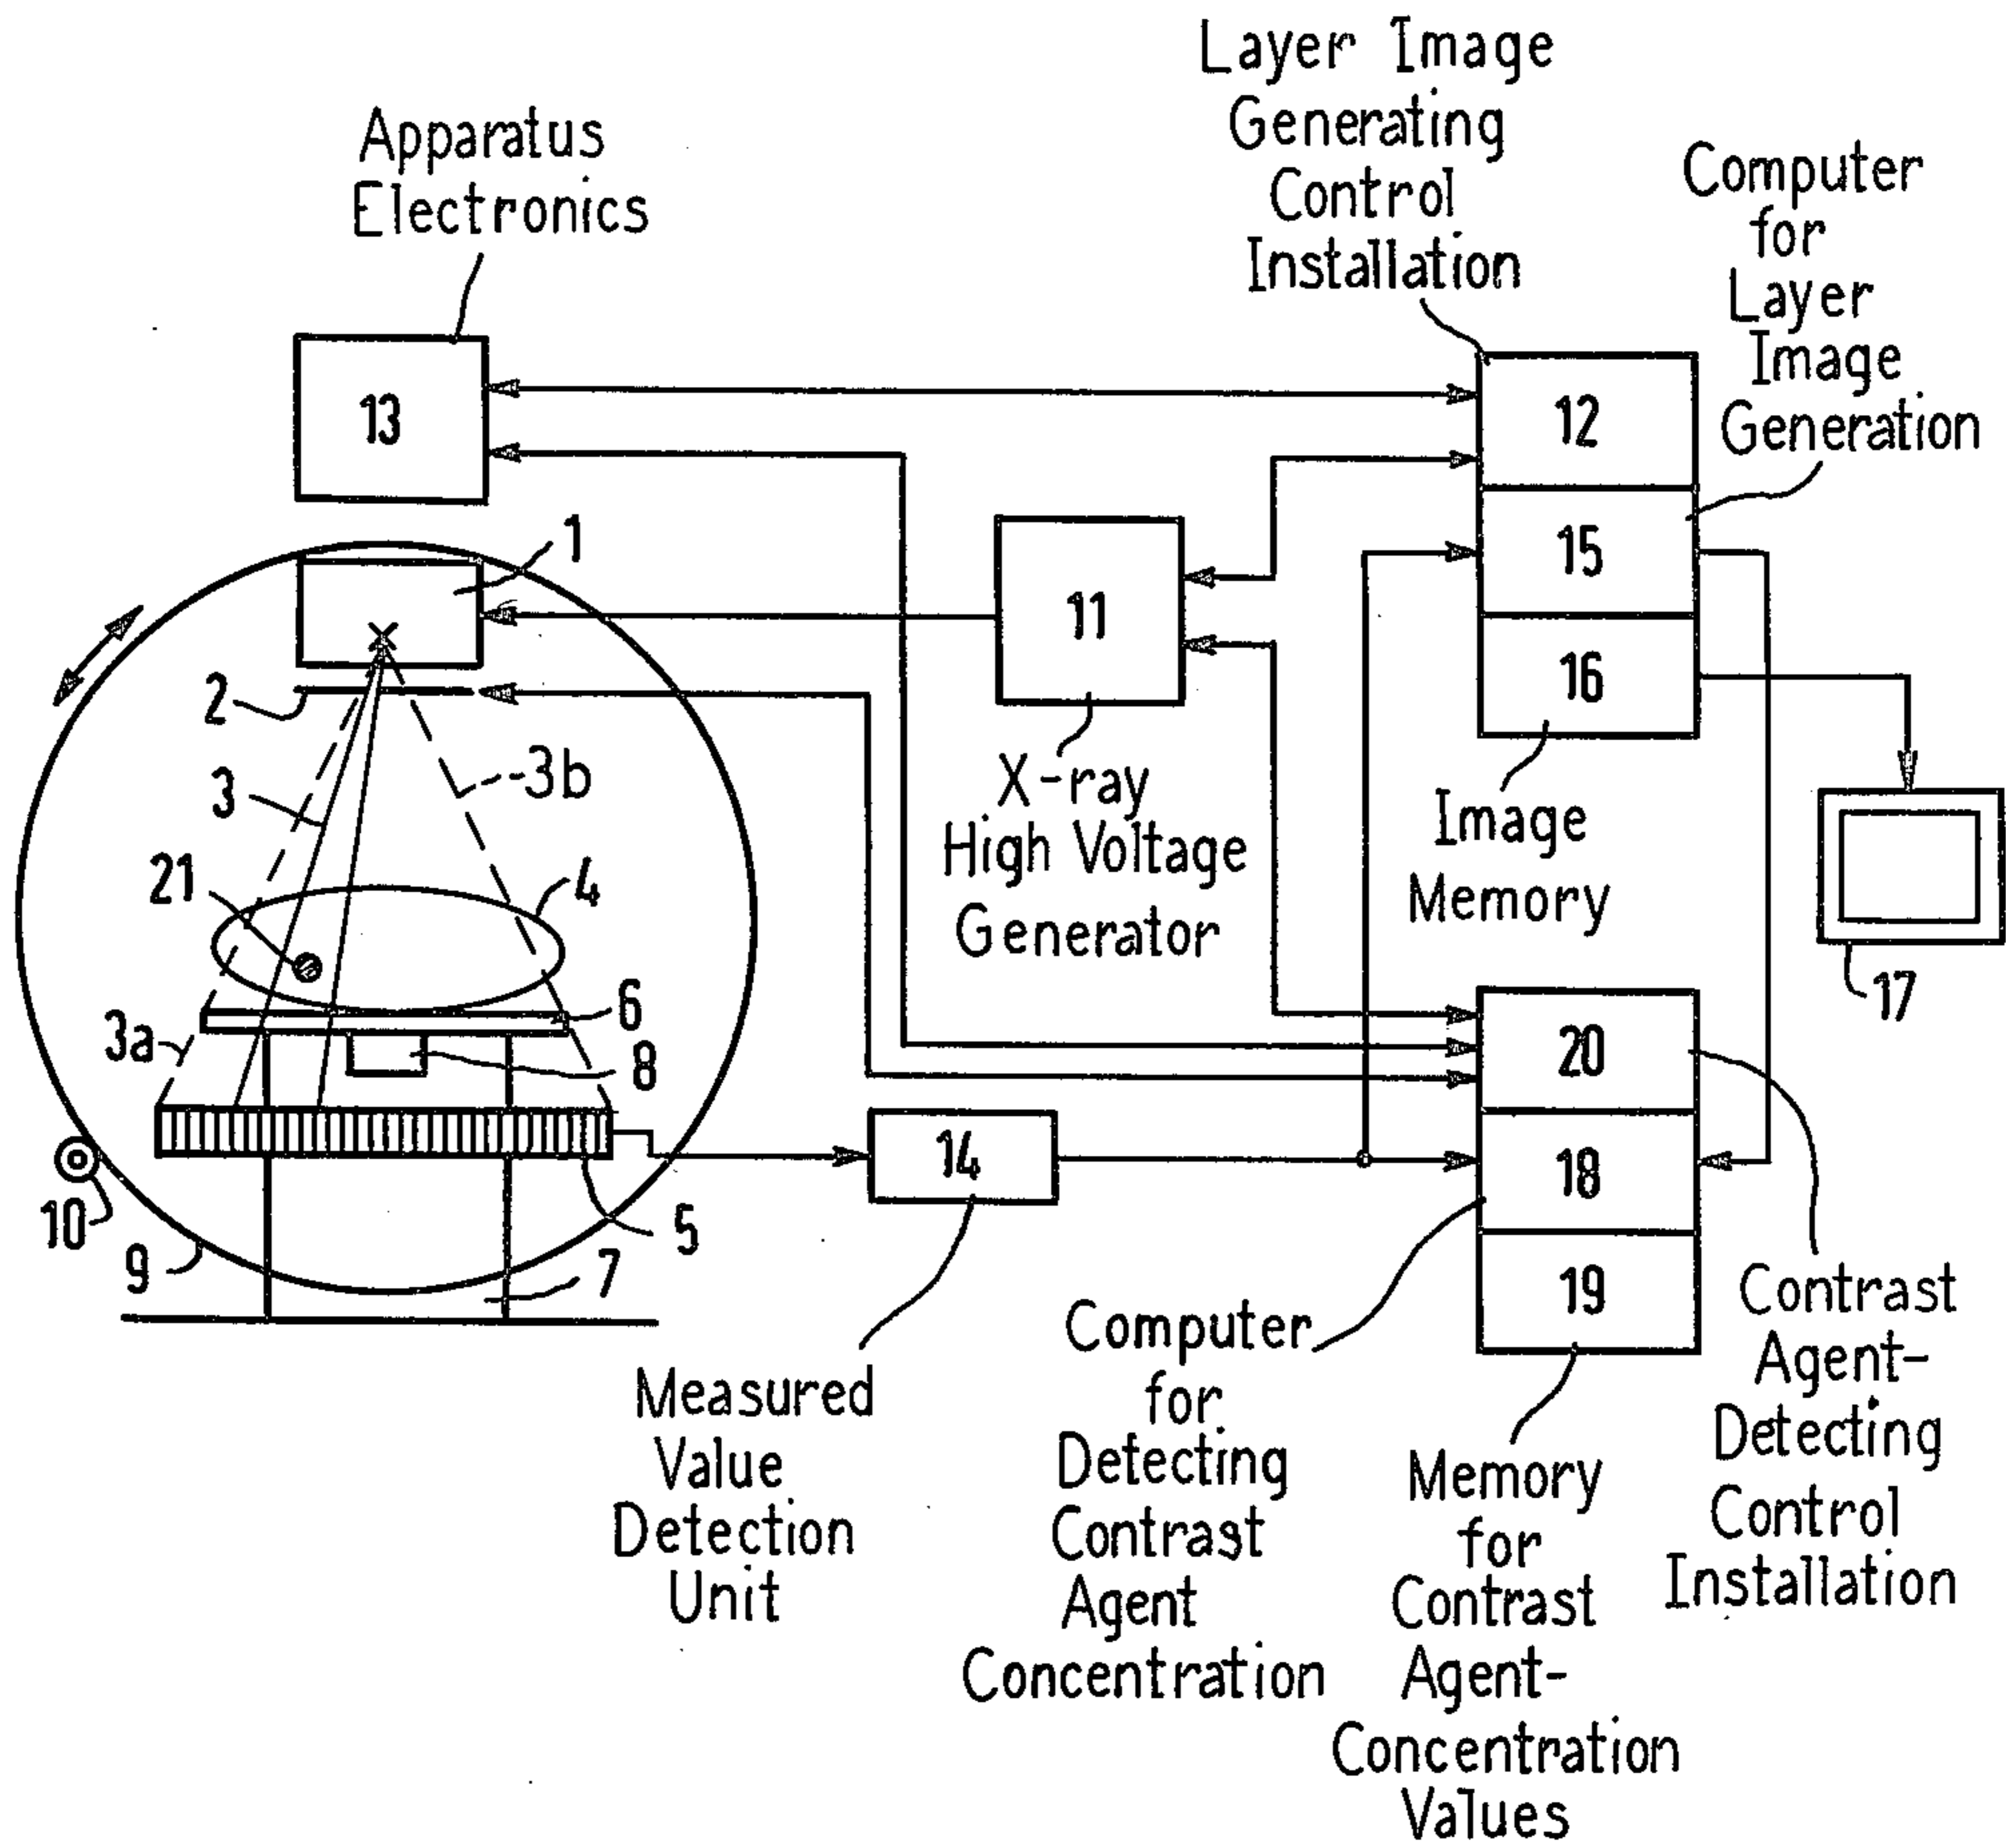 Layer Image
Generating
Control
Installation
Apparatus
Electronics
Computer
for
Layer
Image
Generation
13
12
15
16
11
1
2
3
3b
21
4
X-ray
High Voltage
Generator
Image
Memory
17
6
3a
8
20
14
18
19
10
9
5
7
Measured
Value
Detection
Unit
Computer
for
Detecting
Contrast
Agent
Concentration
Memory
for
Contrast
Agent-
Concentration
Values
Contrast
Agent-
Detecting
Control
Installation